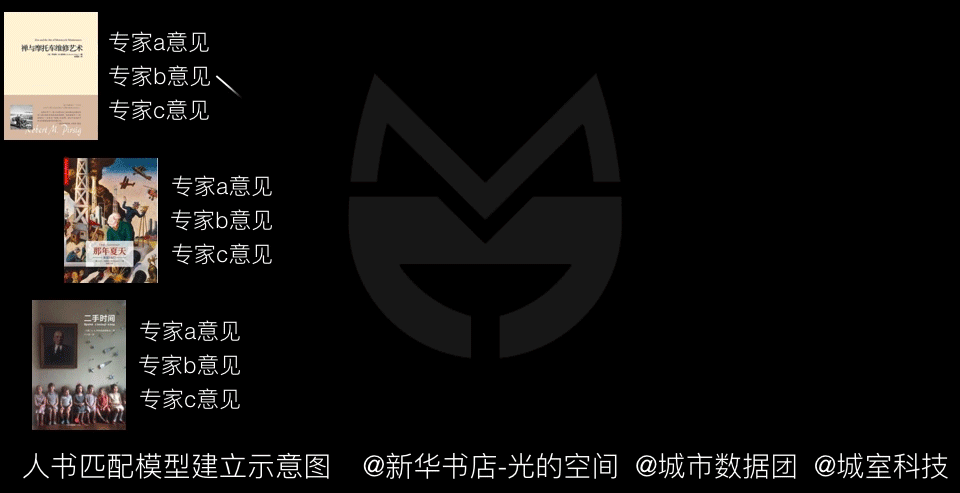 禅与摩托车维修艺术
Robert M. Pirsig
专家a意见
专家b意见
专家c意见
那年夏天
专家a意见
专家b意见
专家c意见
二手时间
专家a意见
专家b意见
专家c意见
人书匹配模型建立示意图 @新华书店-光的空间 @城市数据团 @城室科技